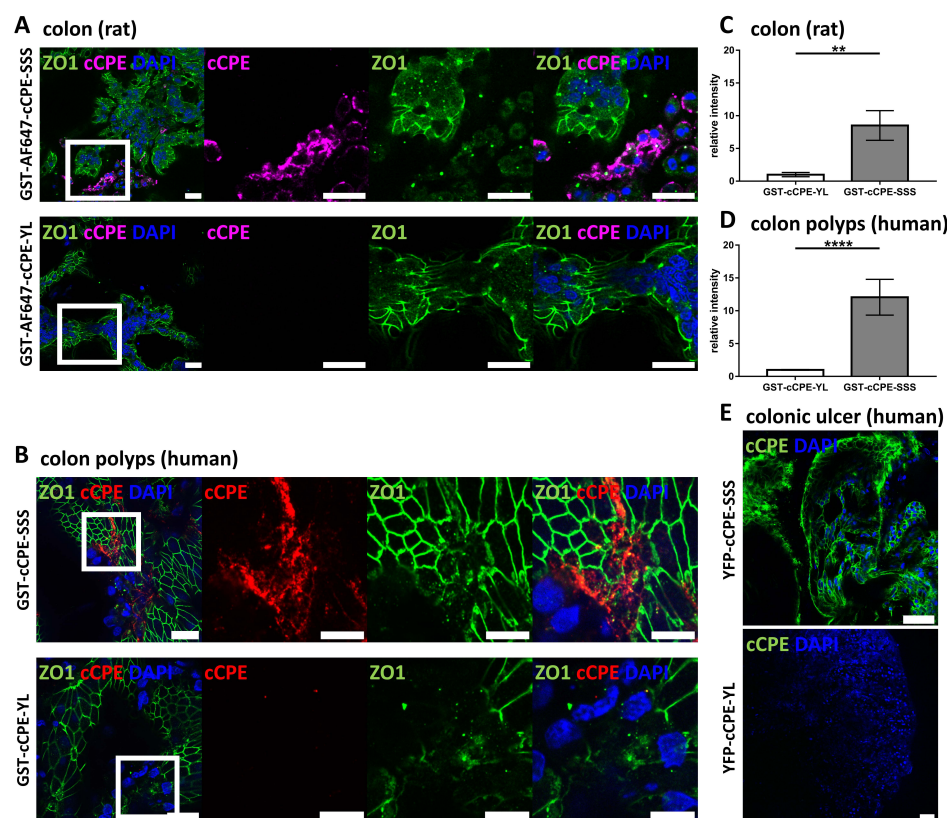 A colon (rat)
GST-AF647-cCPE-SSS
ZO1 cCPE DAPI
cCPE
ZO1
ZO1 cCPE DAPI
GST-AF647-cCPE-YL
ZO1 cCPE DAPI
cCPE
ZO1
ZO1 cCPE DAPI
B colon polyps (human)
GST-cCPE-SSS
ZO1 cCPE DAPI
cCPE
ZO1
ZO1 cCPE DAPI
GST-cCPE-YL
ZO1 cCPE DAPI
cCPE
ZO1
ZO1 cCPE DAPI
C colon (rat)
relative intensity
20
15
10
5
0
**
GST-cCPE-YL GST-cCPE-SSS
D colon polyps (human)
relative intensity
20
15
10
5
0
****
GST-cCPE-YL GST-cCPE-SSS
E colonic ulcer (human)
YFP-cCPE-SSS
cCPE DAPI
YFP-cCPE-YL
cCPE DAPI